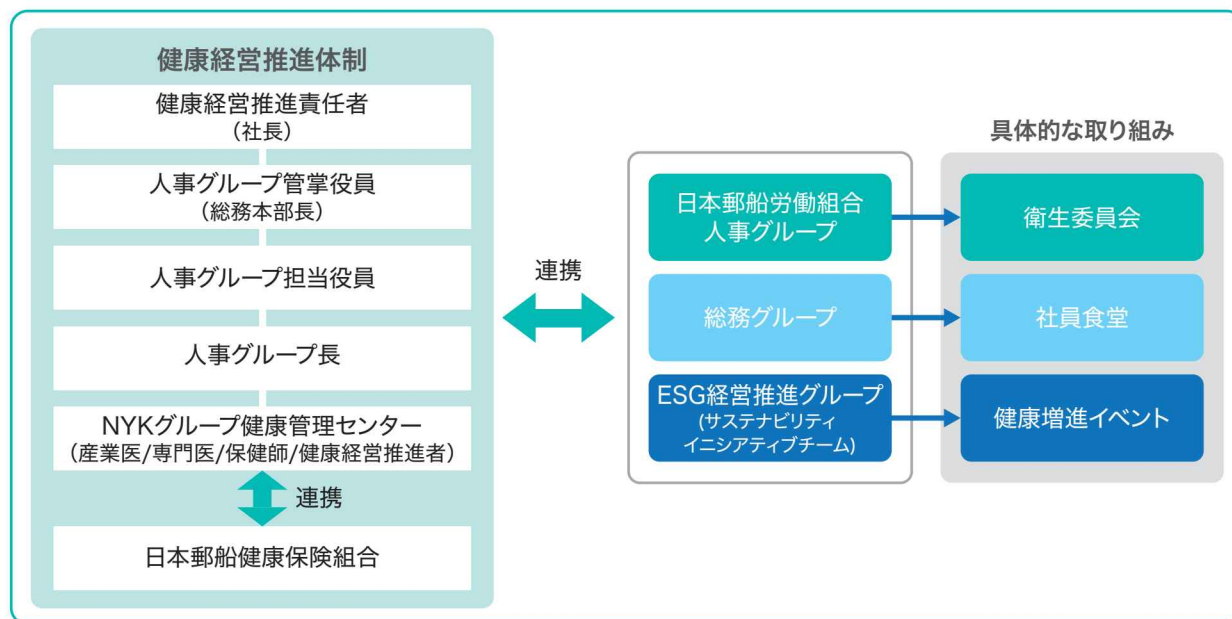 健康経営推進体制
健康経営推進責任者
（社長）
人事グループ管掌役員
（総務本部長）
人事グループ担当役員
人事グループ長
NYKグループ健康管理センター
（産業医/専門医/保健師/健康経営推進者）
連携
日本郵船健康保険組合
連携
日本郵船労働組合
人事グループ
総務グループ
ESG経営推進グループ
(サステナビリティ
イニシアティブチーム)
具体的な取り組み
衛生委員会
社員食堂
健康増進イベント